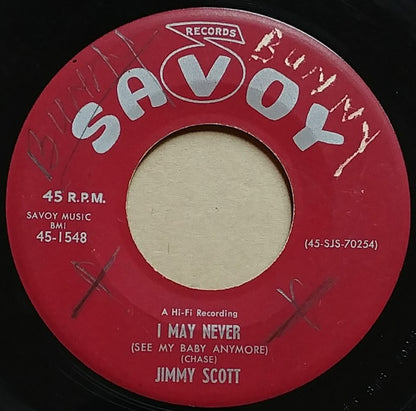 RECORDS
SAVOY
BUNNY
BUNNY
45 R.P.M.
SAVOY MUSIC
BMI
45-1548
(45-SJS-70254)
A Hi-Fi Recording
I MAY NEVER
(SEE MY BABY ANYMORE)
(CHASE)
JIMMY SCOTT